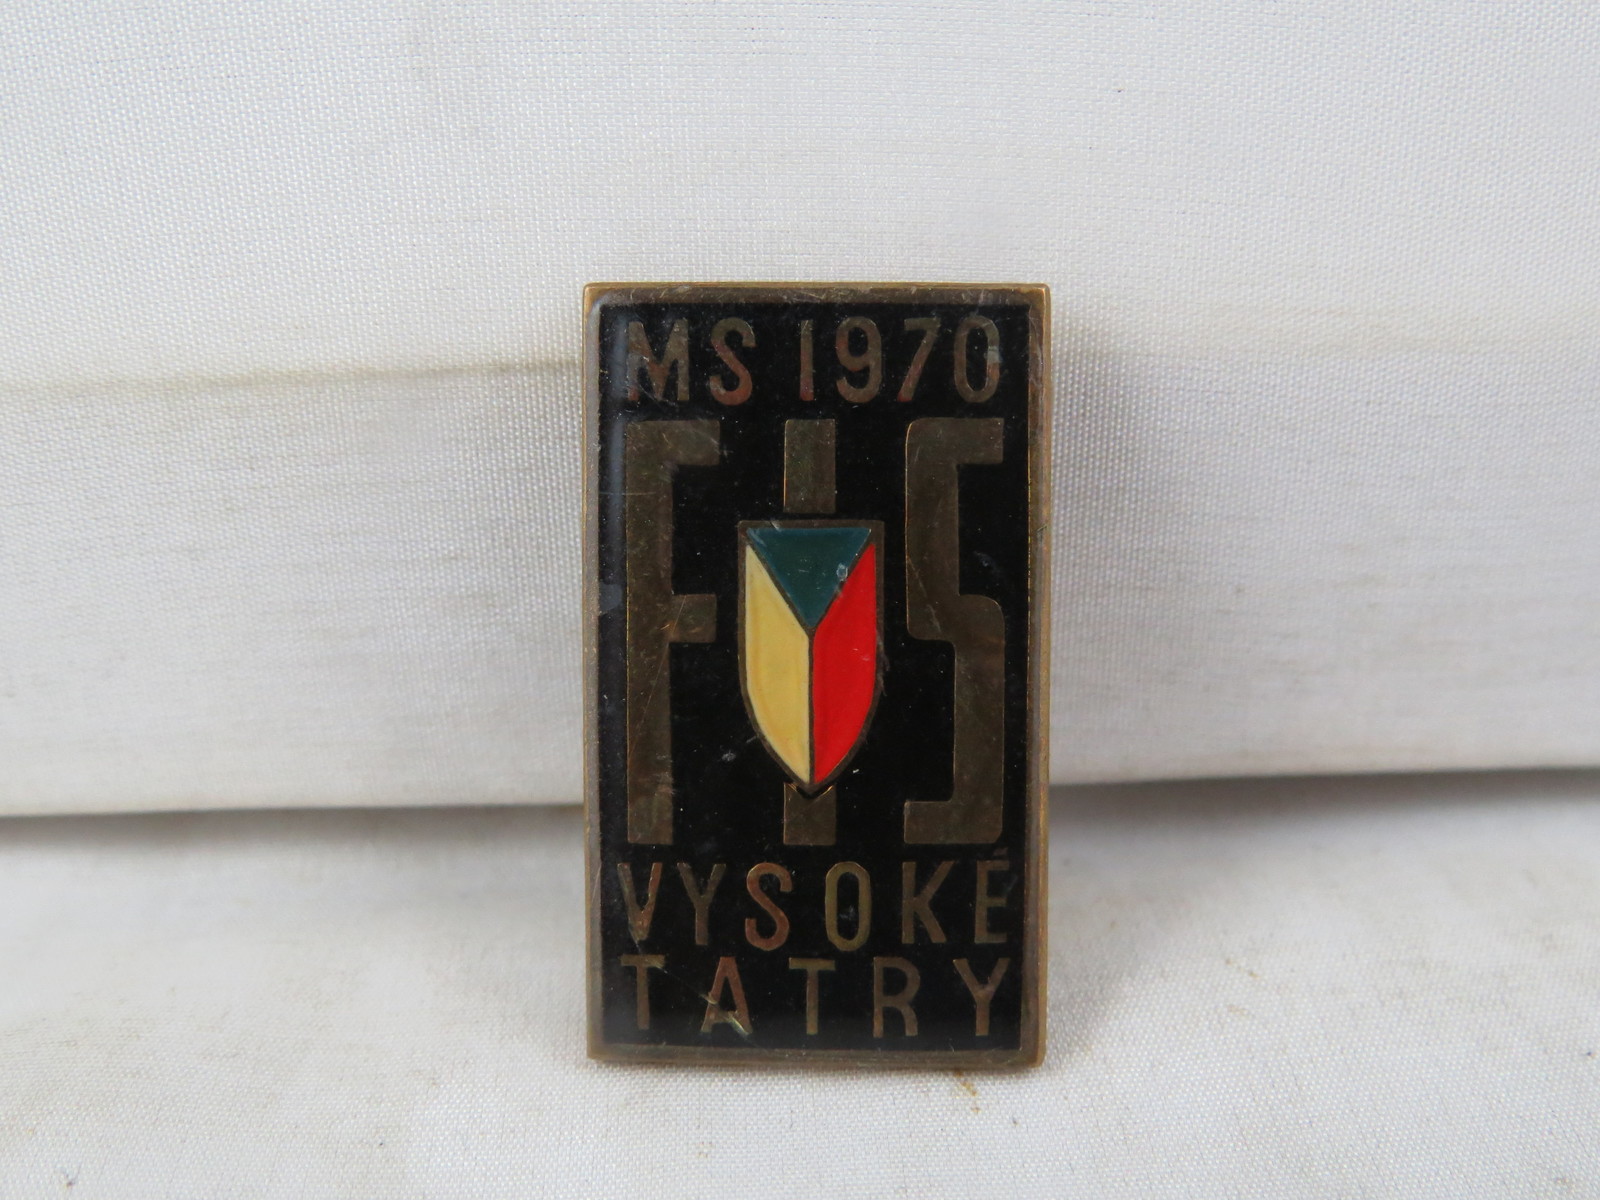 MS 1970
FIS
VYSOKÉ
TATRY